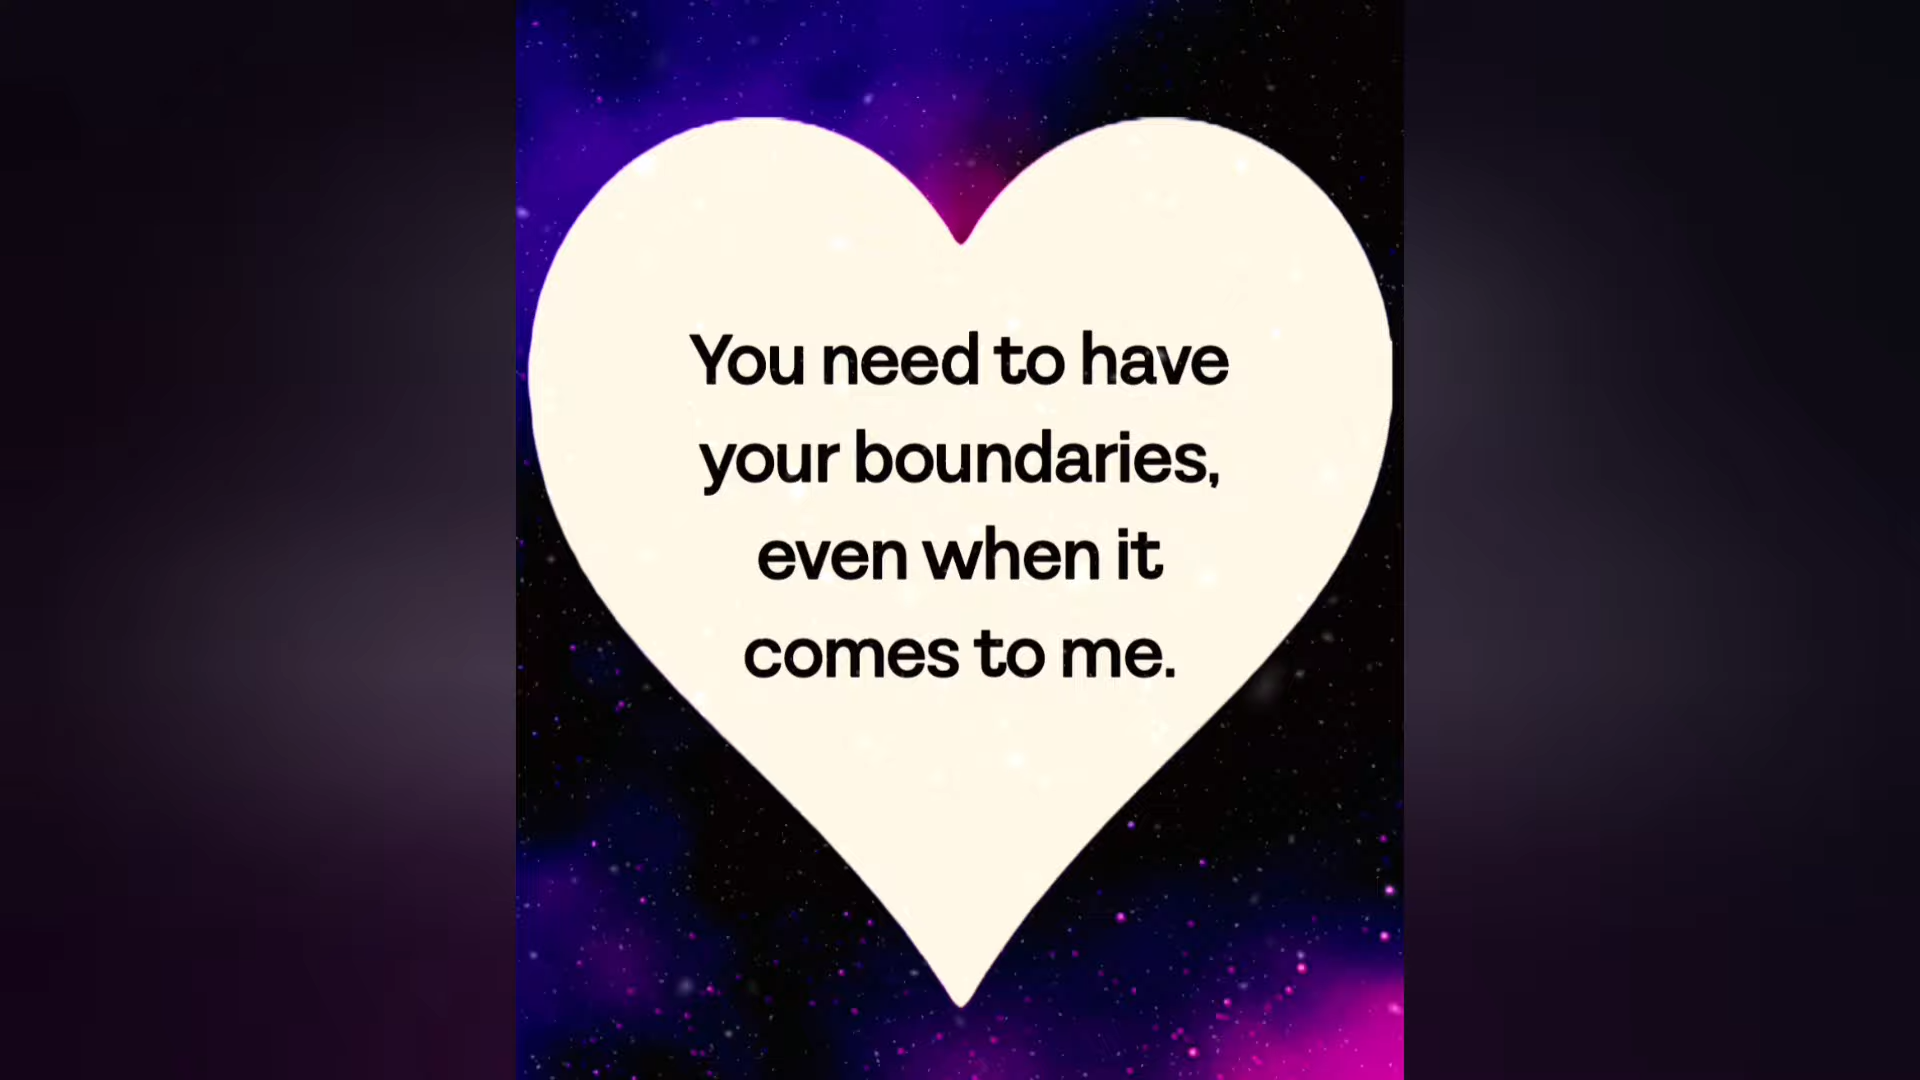 You need to have
your boundaries,
even when it
comes to me.